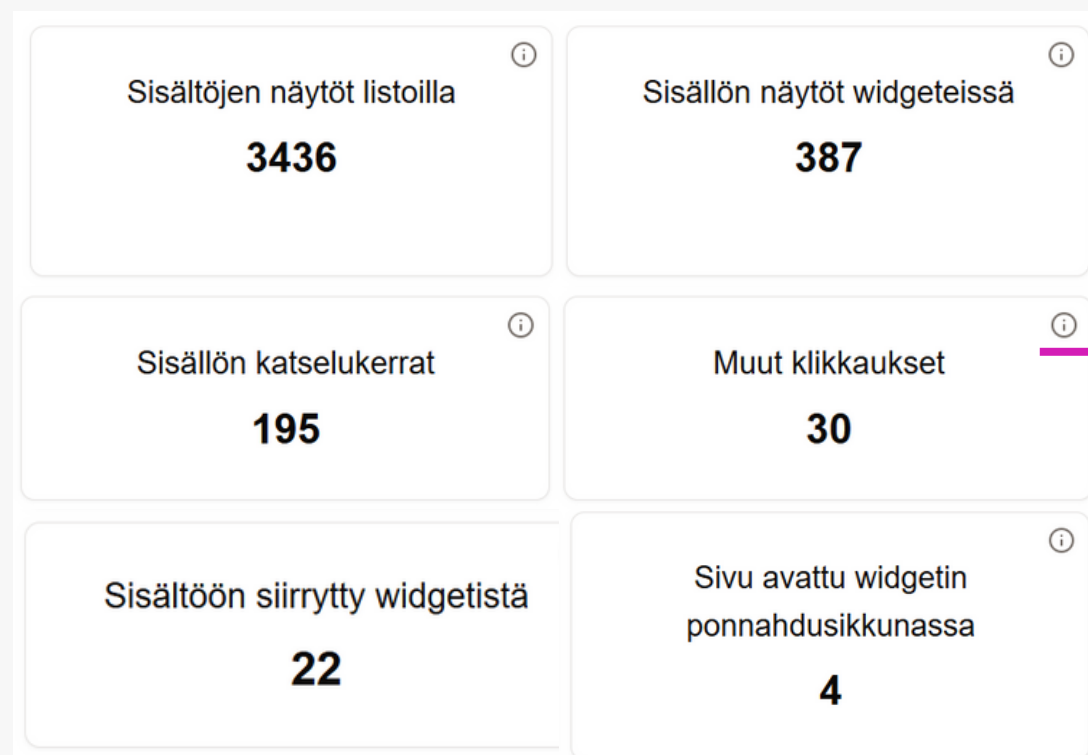 Sisältöjen näytöt listoilla
3436
Sisällön näytöt widgeteissä
387
Sisällön katselukerrat
195
Muut klikkaukset
30
Sisältöön siirrytty widgetistä
22
Sivu avattu widgetin
ponnahdusikkunassa
4